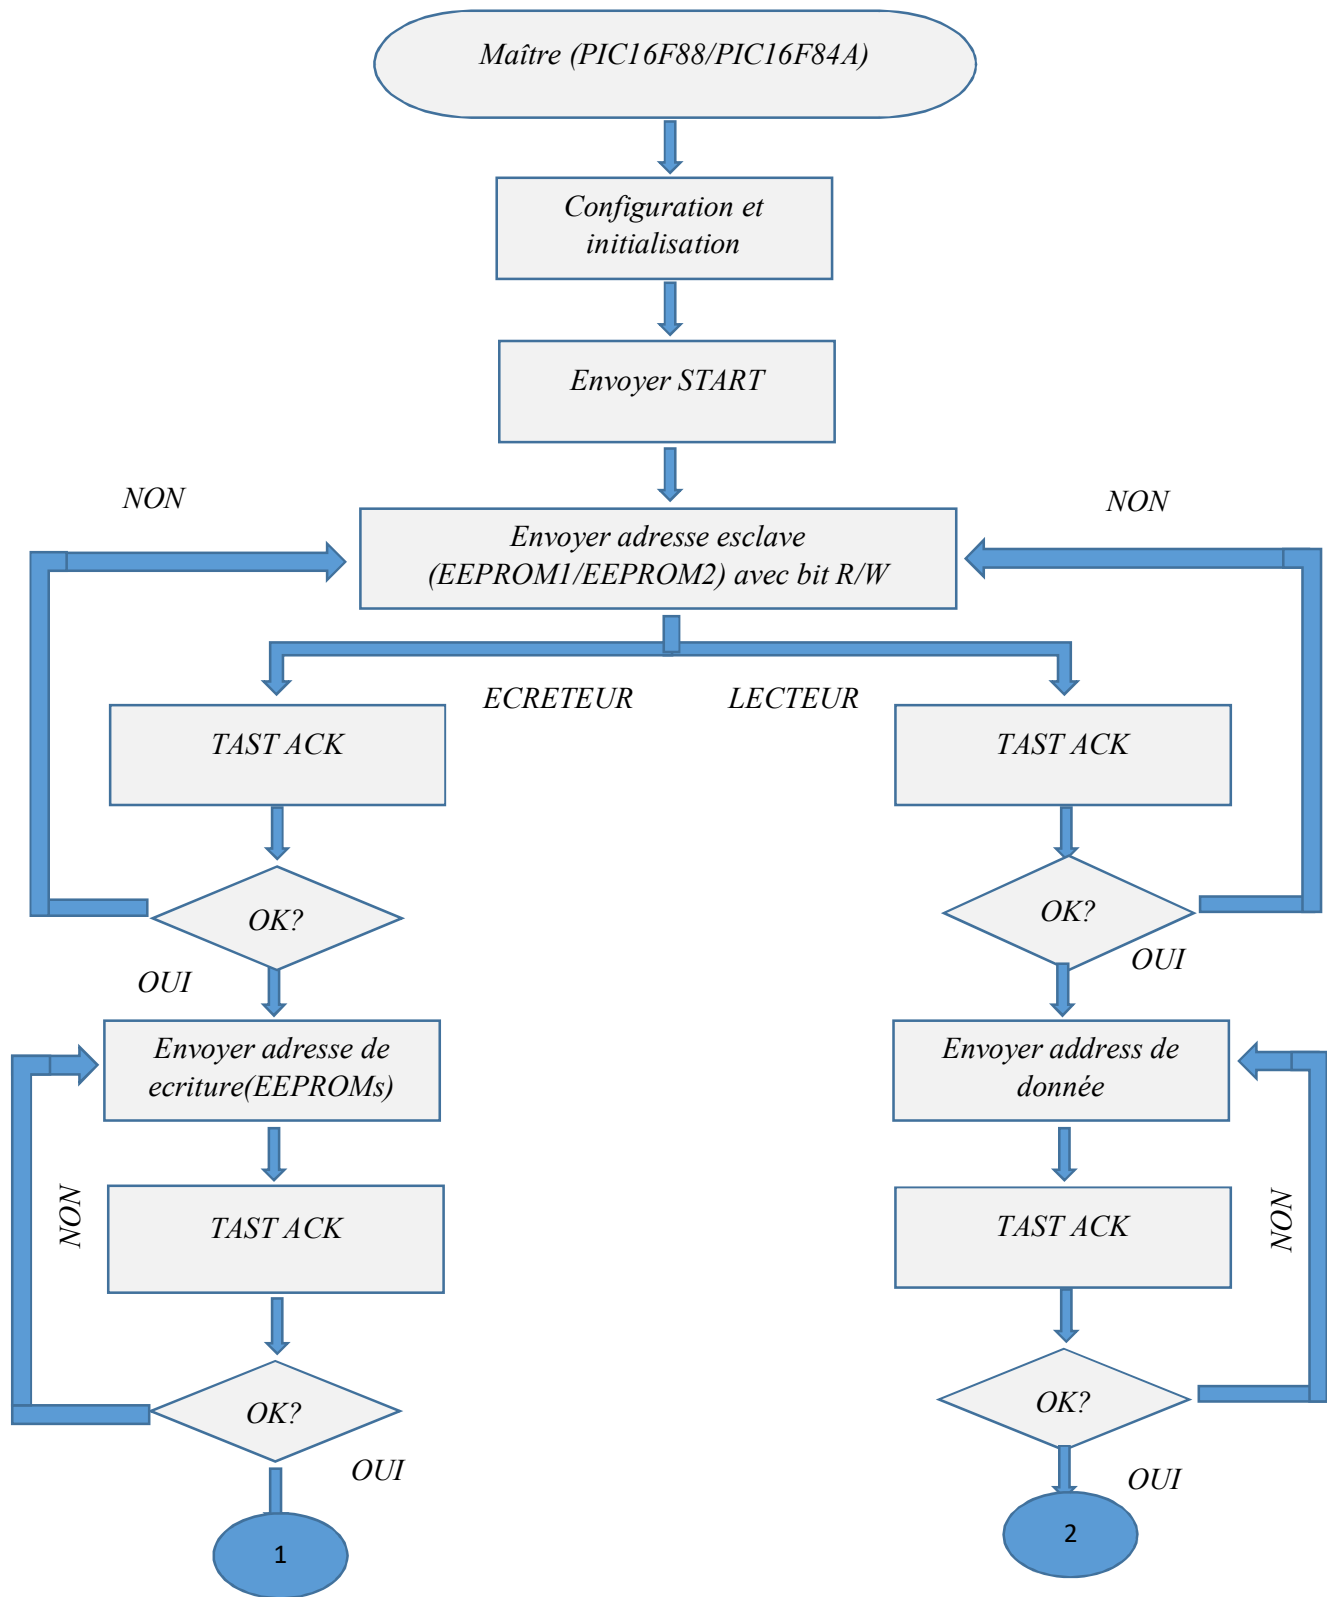 Maître (PIC16F88/PIC16F84A)
Configuration et
initialisation
Envoyer START
NON
NON
Envoyer adresse esclave
(EEPROM1/EEPROM2) avec bit R/W
ECRETEUR
LECTEUR
TAST ACK
TAST ACK
OK?
OK?
OUI
OUI
Envoyer adresse de
ecriture(EEPROMs)
Envoyer address de
donnée
NON
NON
TAST ACK
TAST ACK
OK?
OK?
OUI
OUI
1
2